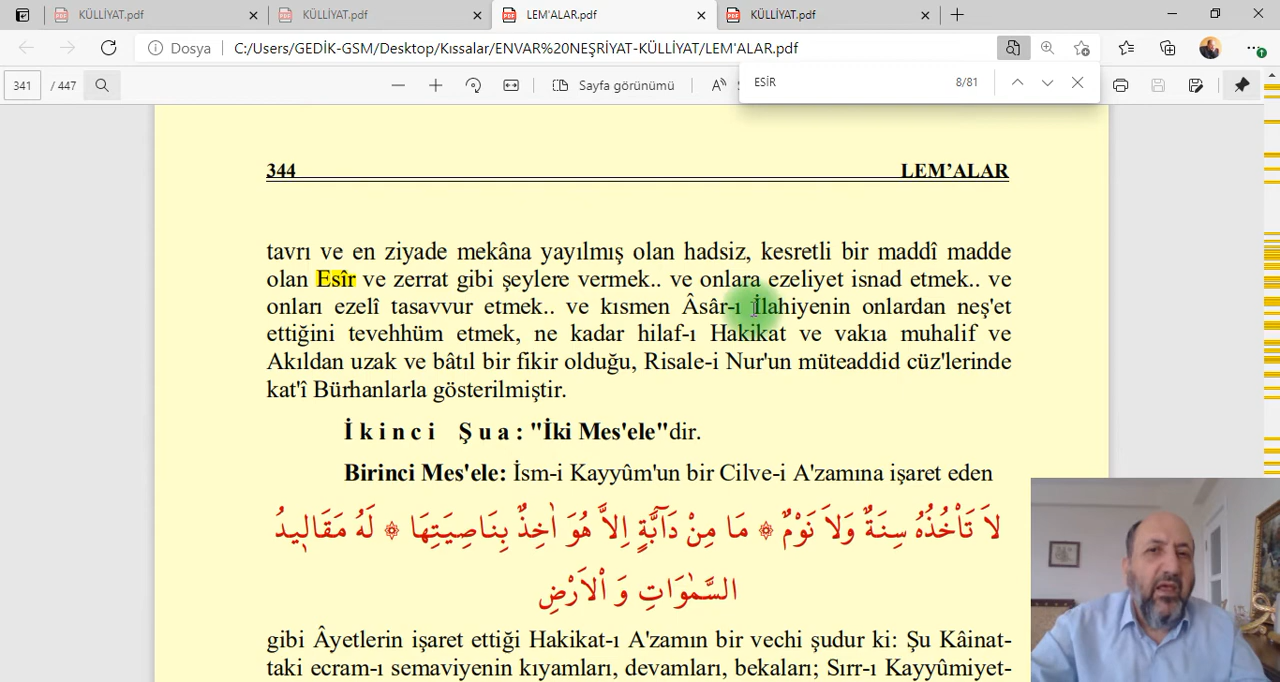 KÜLLİYAT.pdf
KÜLLİYAT.pdf
LEM'ALAR.pdf
KÜLLİYAT.pdf
Dosya C:/Users/GEDİK-GSM/Desktop/Kıssalar/ENVAR%20NEŞRİYAT-KÜLLİYAT/LEM'ALAR.pdf
341 / 447
Sayfa görünümü
ESİR 8/81
344 LEM'ALAR
tavrı ve en ziyade mekâna yayılmış olan hadsiz, kesretli bir maddî madde
olan Esîr ve zerrat gibi şeylere vermek.. ve onlara ezeliyet isnad etmek.. ve
onları ezelî tasavvur etmek.. ve kısmen Âsâr-ı İlahiyenin onlardan neş'et
ettiğini tevehhüm etmek, ne kadar hilaf-ı Hakikat ve vakıa muhalif ve
Akıldan uzak ve bâtıl bir fikir olduğu, Risale-i Nur'un müteaddid cüz'lerinde
kat'î Bürhanlarla gösterilmiştir.
İkinci Şua: "İki Mes'ele"dir.
Birinci Mes'ele: İsm-i Kayyûm'un bir Cilve-i A'zamına işaret eden
لاَ تَاْخُذُهُ سِنَةٌ وَلاَ نَوْمٌ ۞ مَا مِنْ دَآبَّةٍ اِلاَّ هُوَ اٰخِذٌ بِنَاصِيَتِهَا ۞ لَهُ مَقَالِيدُ
السَّمٰوَاتِ وَ اْلاَرْضِ
gibi Âyetlerin işaret ettiği Hakikat-ı A'zamın bir vechi şudur ki: Şu Kâinat-
taki ecram-ı semaviyenin kıyamları, devamları, bekaları; Sırr-ı Kayyûmiyet-